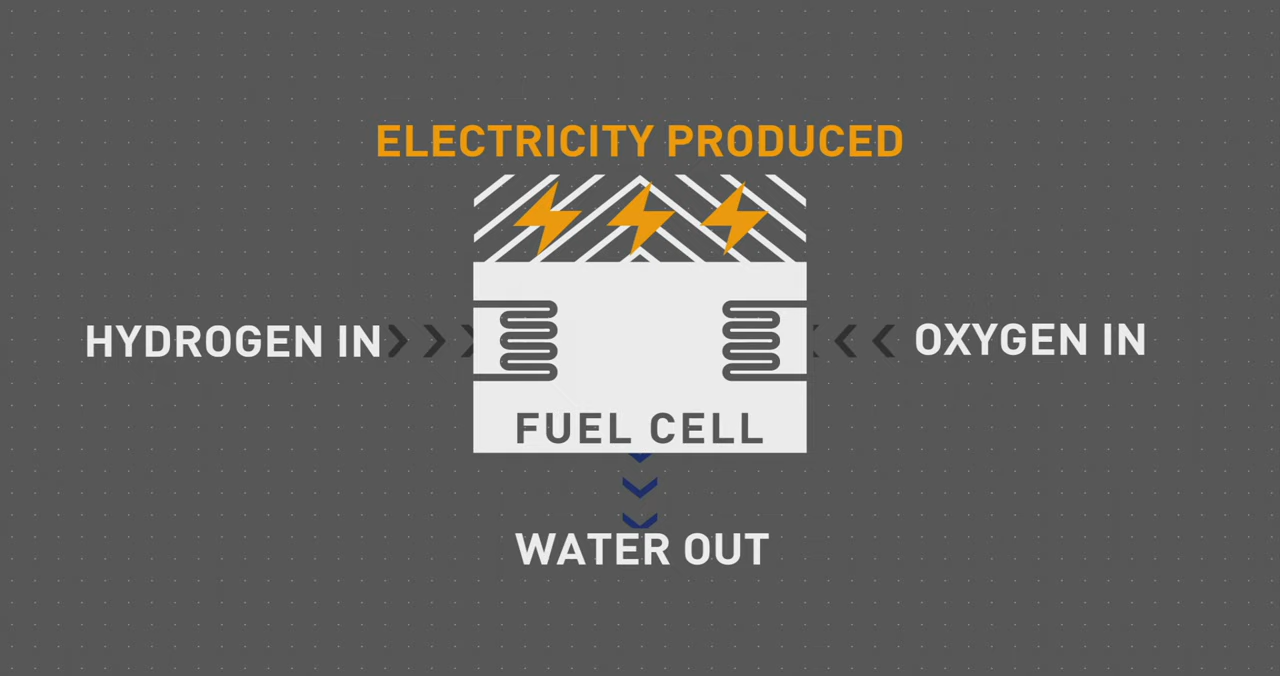 ELECTRICITY PRODUCED
HYDROGEN IN
OXYGEN IN
FUEL CELL
WATER OUT